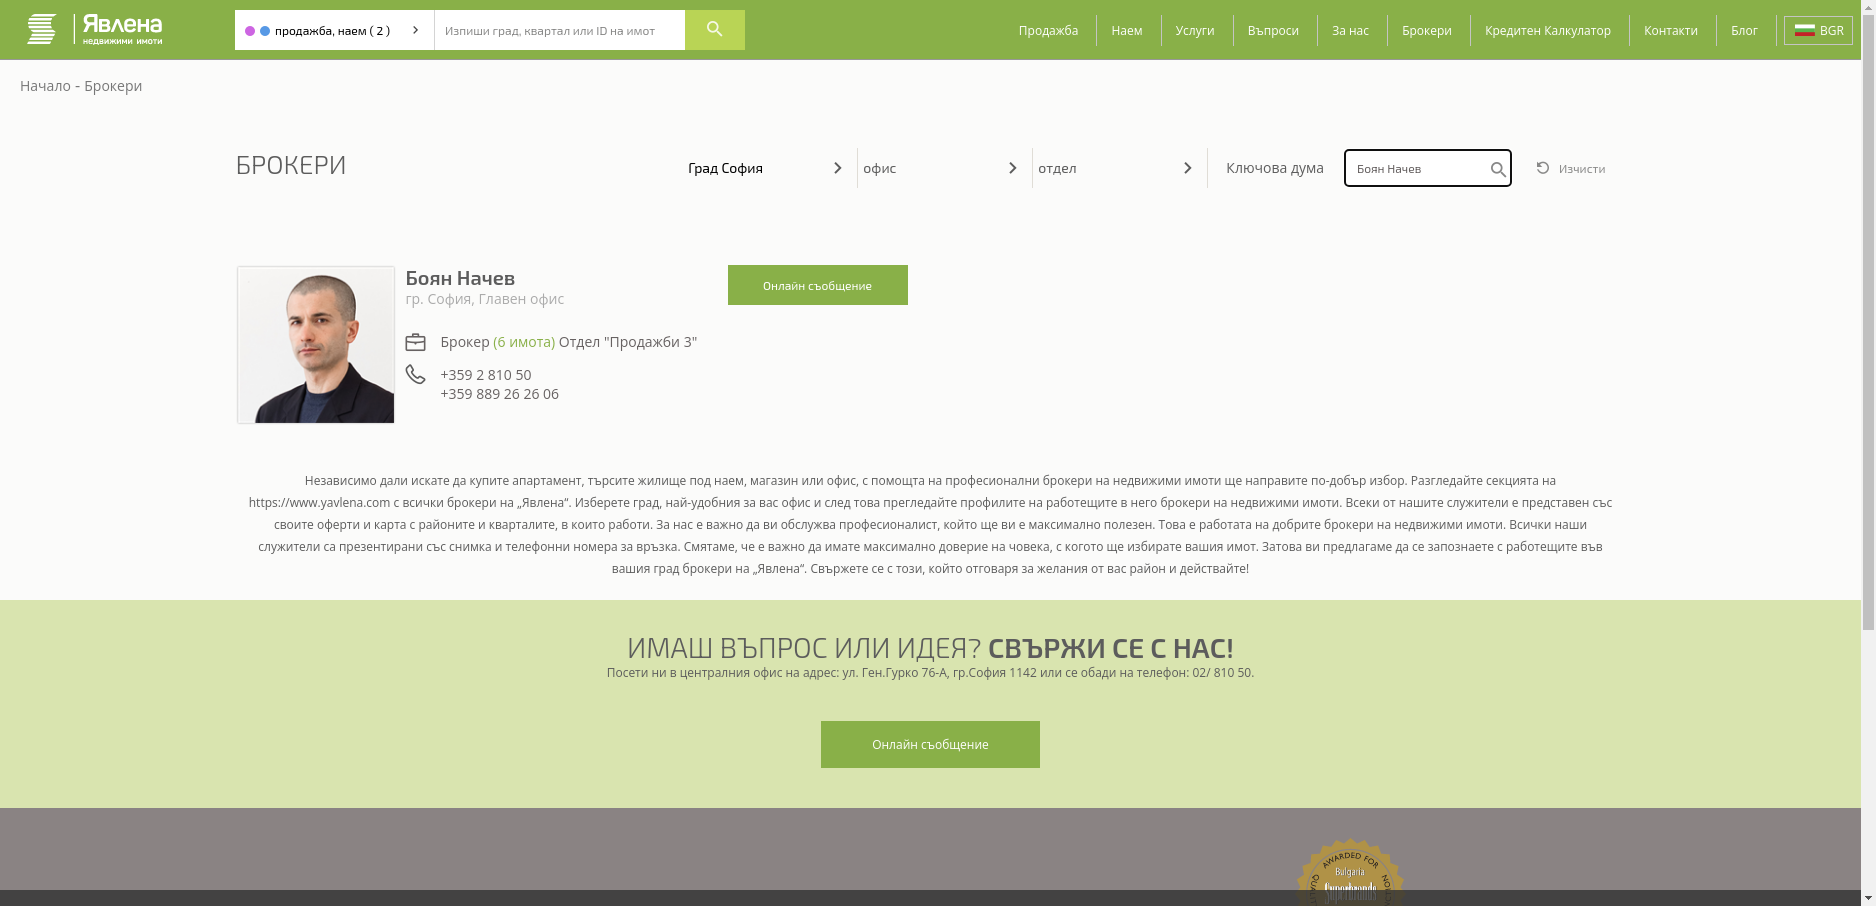 Явлена
недвижими имоти
продажба, наем ( 2 )
Изпиши град, квартал или ID на имот
Продажба
Наем
Услуги
Въпроси
За нас
Брокери
Кредитен Калкулатор
Контакти
Блог
BGR
Начало - Брокери
БРОКЕРИ
Град София
офис
отдел
Ключова дума
Боян Начев
Изчисти
Боян Начев
гр. София, Главен офис
Онлайн съобщение
Брокер (6 имота) Отдел "Продажби 3"
+359 2 810 50
+359 889 26 26 06
Независимо дали искате да купите апартамент, търсите жилище под наем, магазин или офис, с помощта на професионални брокери на недвижими имоти ще направите по-добър избор. Разгледайте секцията на
https://www.yavlena.com с всички брокери на „Явлена“. Изберете град, най-удобния за вас офис и след това прегледайте профилите на работещите в него брокери на недвижими имоти. Всеки от нашите служители е представен със
своите оферти и карта с районите и кварталите, в които работи. За нас е важно да ви обслужва професионалист, който ще ви е максимално полезен. Това е работата на добрите брокери на недвижими имоти. Всички наши
служители са презентирани със снимка и телефонни номера за връзка. Смятаме, че е важно да имате максимално доверие на човека, с когото ще избирате вашия имот. Затова ви предлагаме да се запознаете с работещите във
вашия град брокери на „Явлена“. Свържете се с този, който отговаря за желания от вас район и действайте!
ИМАШ ВЪПРОС ИЛИ ИДЕЯ? СВЪРЖИ СЕ С НАС!
Посети ни в централния офис на адрес: ул. Ген.Гурко 76-А, гр.София 1142 или се обади на телефон: 02/ 810 50.
Онлайн съобщение
AWARDED FOR
Bulgaria
Superbrands